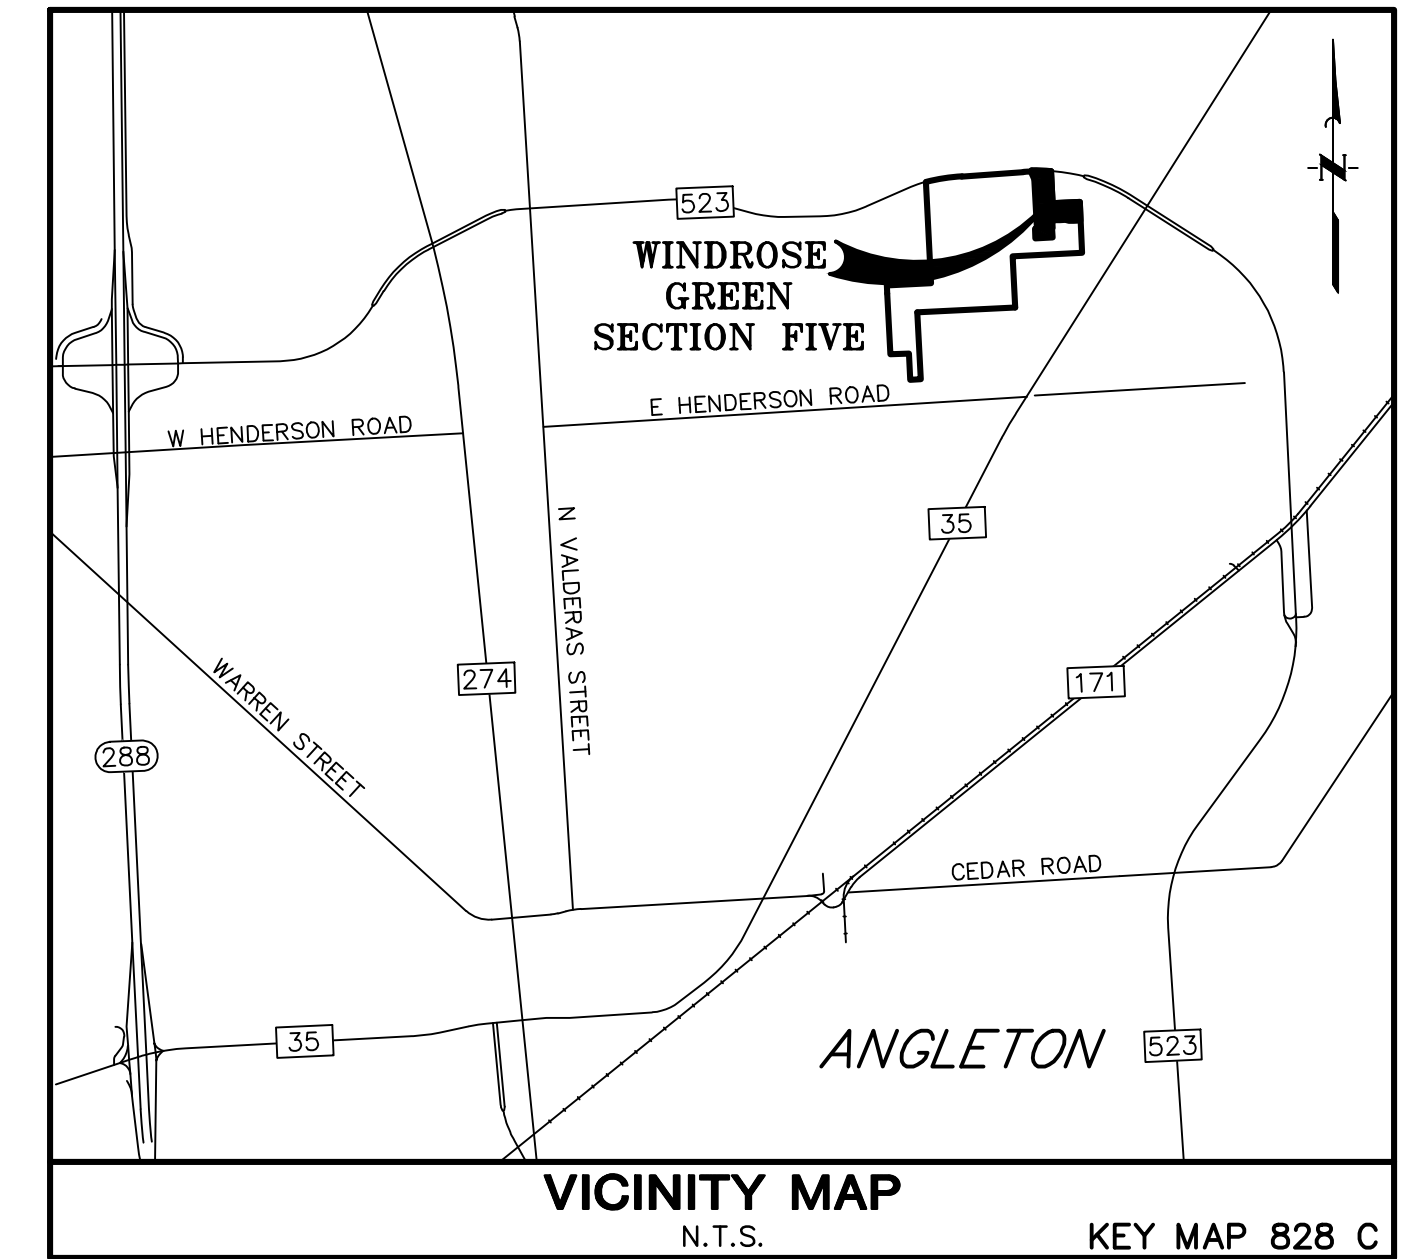 N
523
WINDROSE
GREEN
SECTION FIVE
E HENDERSON ROAD
W HENDERSON ROAD
N VALDERAS STREET
35
WARREN STREET
274
171
288
CEDAR ROAD
35
ANGLETON
523
VICINITY MAP
N.T.S.
KEY MAP 828 C